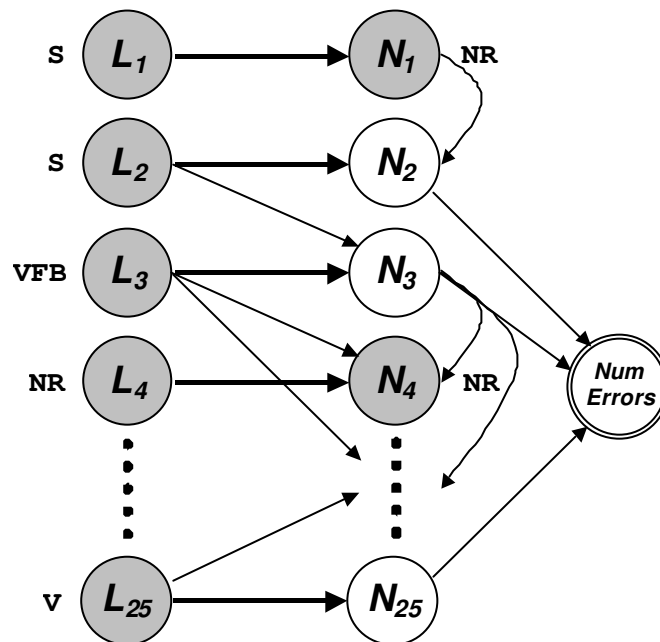 S L1 N1 NR
S L2 N2
VFB L3 N3
NR L4 N4 NR
Num
Errors
V L25 N25